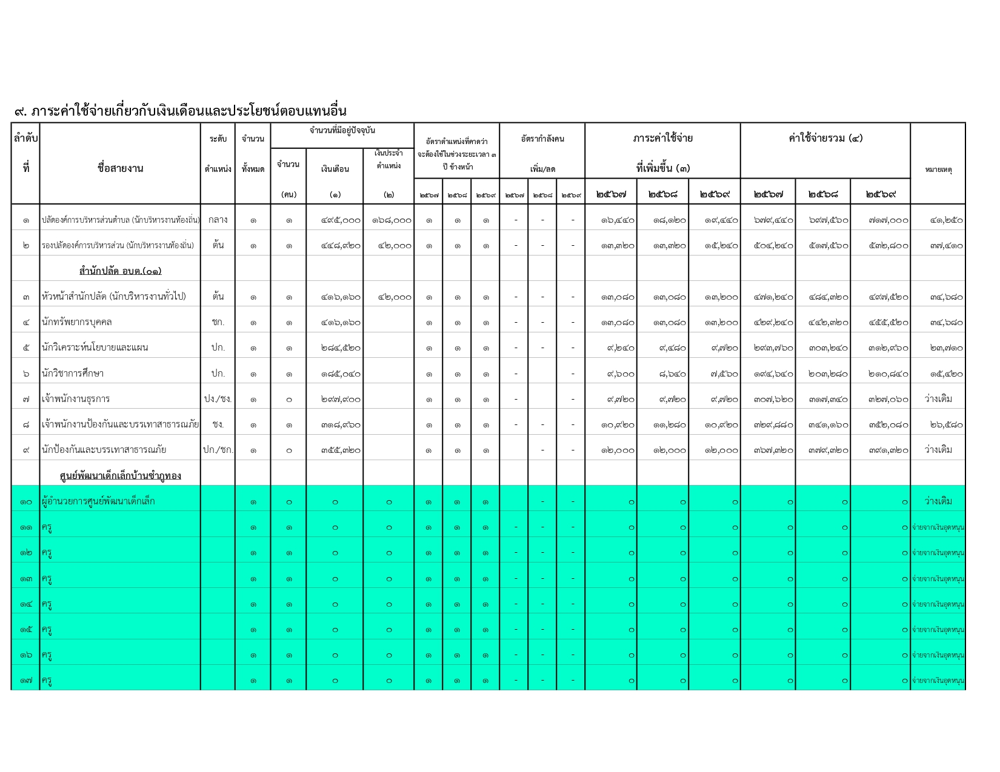 ๙. ภาระค่าใช้จ่ายเกี่ยวกับเงินเดือนและประโยชน์ตอบแทนอื่น
ลำดับ ที่ ชื่อสายงาน ระดับ ตำแหน่ง จำนวน ทั้งหมด จำนวนที่มีอยู่ปัจจุบัน อัตราตำแหน่งที่คาดว่า จะต้องใช้ในช่วงระยะเวลา ๓ ปี ข้างหน้า อัตรากำลังคน เพิ่ม/ลด ภาระค่าใช้จ่าย ที่เพิ่มขึ้น (๓) ค่าใช้จ่ายรวม (๔) หมายเหตุ
จำนวน (คน) เงินเดือน (๑) เงินประจำ ตำแหน่ง (๒) ๒๕๖๗ ๒๕๖๘ ๒๕๖๙ ๒๕๖๗ ๒๕๖๘ ๒๕๖๙ ๒๕๖๗ ๒๕๖๘ ๒๕๖๙ ๒๕๖๗ ๒๕๖๘ ๒๕๖๙
๑ ปลัดองค์การบริหารส่วนตำบล (นักบริหารงานท้องถิ่น) กลาง ๑ ๑ ๔๙๕,๐๐๐ ๑๖๘,๐๐๐ ๑ ๑ ๑ - - - ๑๖,๔๔๐ ๑๘,๑๒๐ ๑๙,๔๔๐ ๖๗๙,๔๔๐ ๖๙๗,๕๖๐ ๗๑๗,๐๐๐ ๔๑,๒๕๐
๒ รองปลัดองค์การบริหารส่วน (นักบริหารงานท้องถิ่น) ต้น ๑ ๑ ๔๔๘,๙๒๐ ๔๒,๐๐๐ ๑ ๑ ๑ - - - ๑๓,๓๒๐ ๑๓,๓๒๐ ๑๕,๒๔๐ ๕๐๔,๒๔๐ ๕๑๗,๕๖๐ ๕๓๒,๘๐๐ ๓๗,๔๑๐
สำนักปลัด อบต.(๐๑)
๓ หัวหน้าสำนักปลัด (นักบริหารงานทั่วไป) ต้น ๑ ๑ ๔๑๖,๑๖๐ ๔๒,๐๐๐ ๑ ๑ ๑ - - - ๑๓,๐๘๐ ๑๓,๐๘๐ ๑๓,๒๐๐ ๔๗๑,๒๔๐ ๔๘๔,๓๒๐ ๔๙๗,๕๒๐ ๓๔,๖๘๐
๔ นักทรัพยากรบุคคล ชก. ๑ ๑ ๔๑๖,๑๖๐ ๑ ๑ ๑ - - - ๑๓,๐๘๐ ๑๓,๐๘๐ ๑๓,๒๐๐ ๔๒๙,๒๔๐ ๔๔๒,๓๒๐ ๔๕๕,๕๒๐ ๓๔,๖๘๐
๕ นักวิเคราะห์นโยบายและแผน ปก. ๑ ๑ ๒๘๔,๕๒๐ ๑ ๑ ๑ - - - ๙,๒๔๐ ๙,๔๘๐ ๙,๗๒๐ ๒๙๓,๗๖๐ ๓๐๓,๒๔๐ ๓๑๒,๙๖๐ ๒๓,๗๑๐
๖ นักวิชาการศึกษา ปก. ๑ ๑ ๑๘๕,๐๔๐ ๑ ๑ ๑ - - ๙,๖๐๐ ๘,๖๔๐ ๗,๕๖๐ ๑๙๔,๖๔๐ ๒๐๓,๒๘๐ ๒๑๐,๘๔๐ ๑๕,๔๒๐
๗ เจ้าพนักงานธุรการ ปง./ชง. ๑ ๐ ๒๙๗,๙๐๐ ๑ ๑ ๑ - - ๙,๗๒๐ ๙,๗๒๐ ๙,๗๒๐ ๓๐๗,๖๒๐ ๓๑๗,๓๔๐ ๓๒๗,๐๖๐ ว่างเดิม
๘ เจ้าพนักงานป้องกันและบรรเทาสาธารณภัย ชง. ๑ ๑ ๓๑๘,๙๖๐ ๑ ๑ ๑ - - - ๑๐,๙๒๐ ๑๑,๒๘๐ ๑๐,๙๒๐ ๓๒๙,๘๘๐ ๓๔๑,๑๖๐ ๓๕๒,๐๘๐ ๒๖,๕๘๐
๙ นักป้องกันและบรรเทาสาธารณภัย ปก./ชก. ๑ ๐ ๓๕๕,๓๒๐ ๑ ๑ ๑ - - ๑๒,๐๐๐ ๑๒,๐๐๐ ๑๒,๐๐๐ ๓๖๗,๓๒๐ ๓๗๙,๓๒๐ ๓๙๑,๓๒๐ ว่างเดิม
ศูนย์พัฒนาเด็กเล็กบ้านซำภูทอง
๑๐ ผู้อำนวยการศูนย์พัฒนาเด็กเล็ก ๑ ๐ ๐ ๐ ๑ ๑ ๑ - - ๐ ๐ ๐ ๐ ๐ ๐ ว่างเดิม
๑๑ ครู ๑ ๑ ๐ ๐ ๑ ๑ ๑ - - - ๐ ๐ ๐ ๐ ๐ ๐ จ่ายจากเงินอุดหนุน
๑๒ ครู ๑ ๑ ๐ ๐ ๑ ๑ ๑ - - - ๐ ๐ ๐ ๐ ๐ ๐ จ่ายจากเงินอุดหนุน
๑๓ ครู ๑ ๑ ๐ ๐ ๑ ๑ ๑ - - - ๐ ๐ ๐ ๐ ๐ ๐ จ่ายจากเงินอุดหนุน
๑๔ ครู ๑ ๑ ๐ ๐ ๑ ๑ ๑ - - - ๐ ๐ ๐ ๐ ๐ ๐ จ่ายจากเงินอุดหนุน
๑๕ ครู ๑ ๑ ๐ ๐ ๑ ๑ ๑ - - - ๐ ๐ ๐ ๐ ๐ ๐ จ่ายจากเงินอุดหนุน
๑๖ ครู ๑ ๑ ๐ ๐ ๑ ๑ ๑ - - - ๐ ๐ ๐ ๐ ๐ ๐ จ่ายจากเงินอุดหนุน
๑๗ ครู ๑ ๑ ๐ ๐ ๑ ๑ ๑ - - - ๐ ๐ ๐ ๐ ๐ ๐ จ่ายจากเงินอุดหนุน